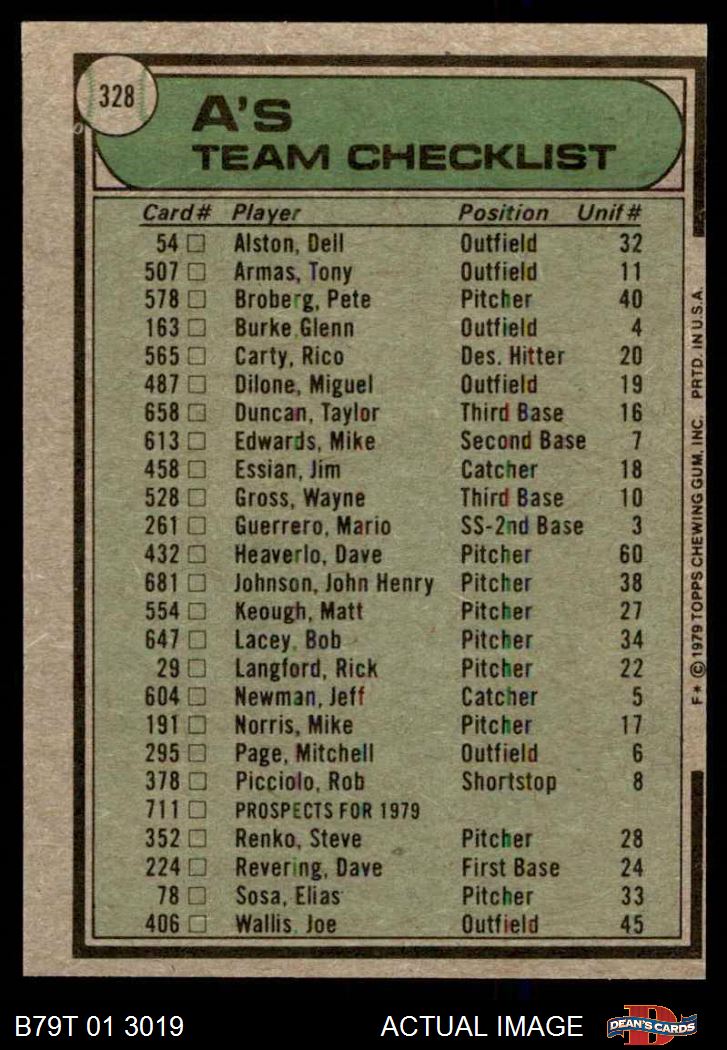 328
A'S
TEAM CHECKLIST
Card# Player Position Unif#
54 Alston, Dell Outfield 32
507 Armas, Tony Outfield 11
578 Broberg, Pete Pitcher 40
163 Burke Glenn Outfield 4
565 Carty, Rico Des. Hitter 20
487 Dilone, Miguel Outfield 19
658 Duncan, Taylor Third Base 16
613 Edwards, Mike Second Base 7
458 Essian, Jim Catcher 18
528 Gross, Wayne Third Base 10
261 Guerrero, Mario SS-2nd Base 3
432 Heaverlo, Dave Pitcher 60
681 Johnson, John Henry Pitcher 38
554 Keough, Matt Pitcher 27
647 Lacey, Bob Pitcher 34
29 Langford, Rick Pitcher 22
604 Newman, Jeff Catcher 5
191 Norris, Mike Pitcher 17
295 Page, Mitchell Outfield 6
378 Picciolo, Rob Shortstop 8
711 PROSPECTS FOR 1979
352 Renko, Steve Pitcher 28
224 Revering, Dave First Base 24
78 Sosa, Elias Pitcher 33
406 Wallis, Joe Outfield 45
F* © 1979 TOPPS CHEWING GUM, INC. PRTD. IN U.S.A.
B79T 01 3019 ACTUAL IMAGE
DEAN'S CARDS